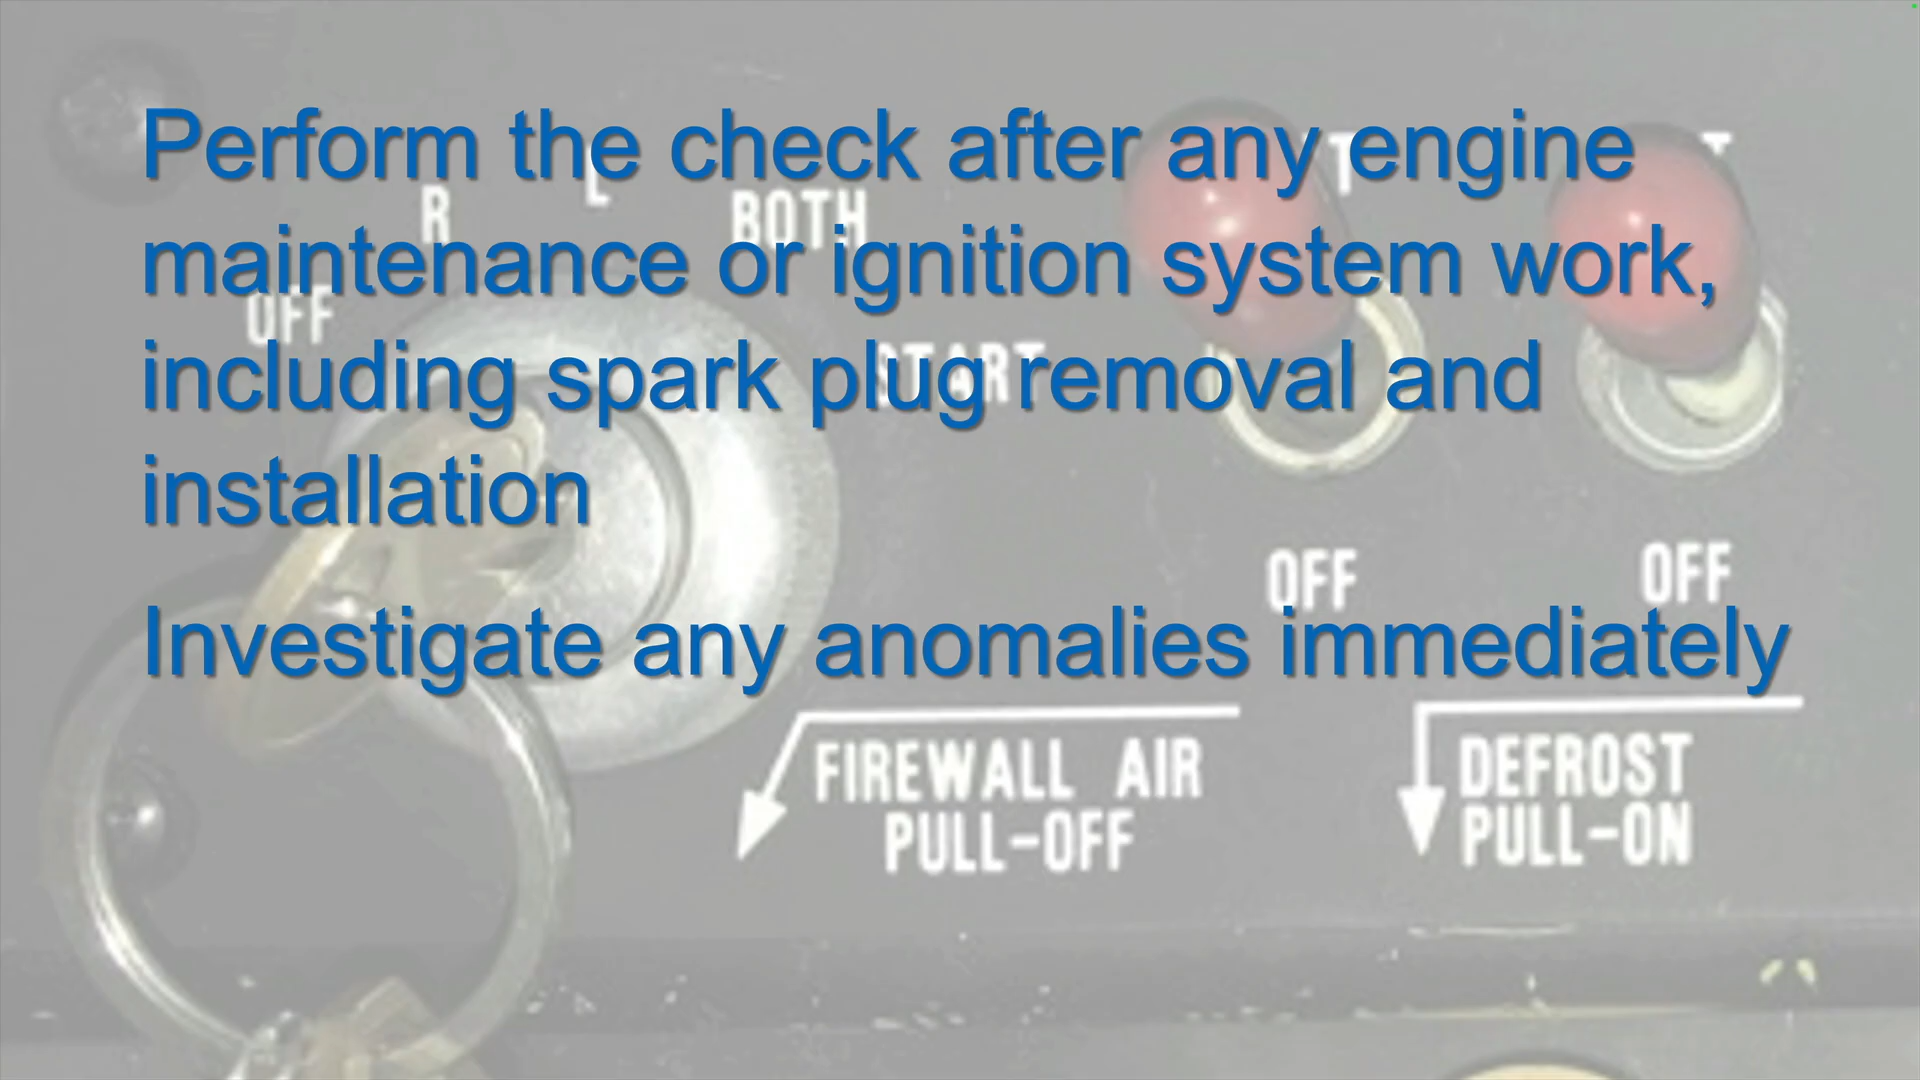 Perform the check after any engine
maintenance or ignition system work,
including spark plug removal and
installation
Investigate any anomalies immediately
R
L
BOTH
OFF
START
OFF
OFF
FIREWALL AIR
PULL-OFF
DEFROST
PULL-ON